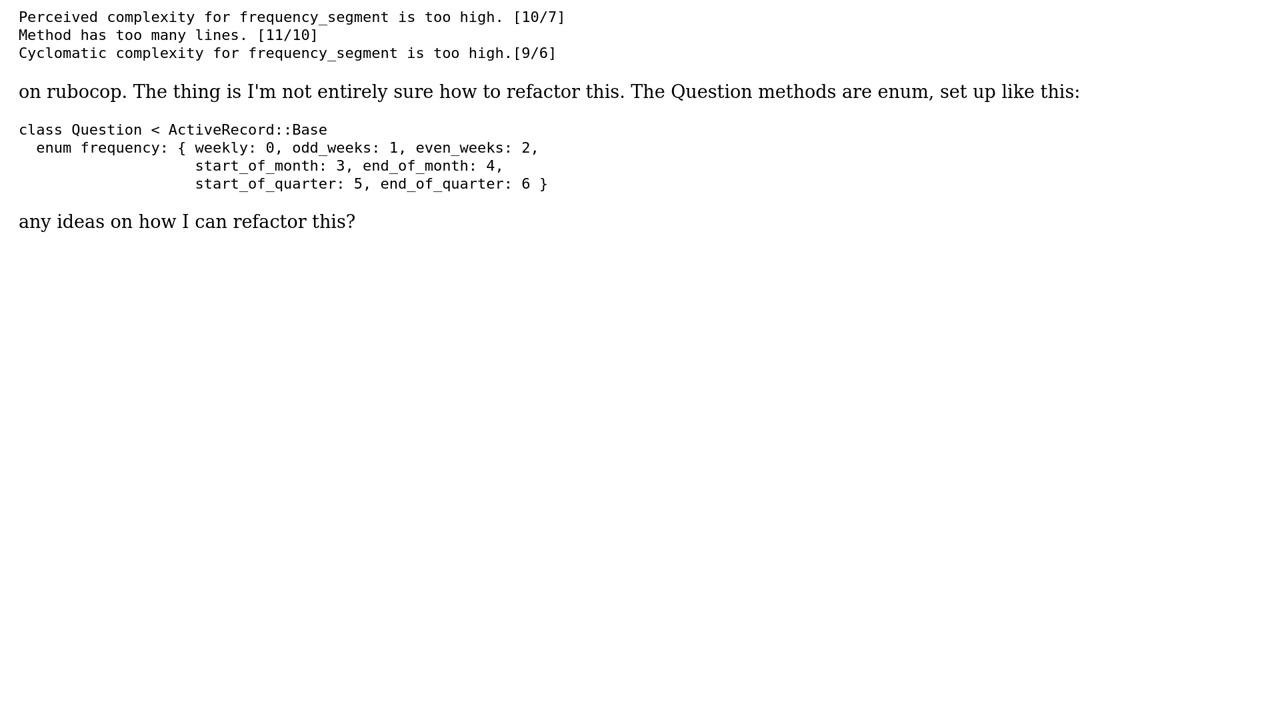 Perceived complexity for frequency_segment is too high. [10/7]
Method has too many lines. [11/10]
Cyclomatic complexity for frequency_segment is too high.[9/6]
on rubocop. The thing is I'm not entirely sure how to refactor this. The Question methods are enum, set up like this:
class Question < ActiveRecord::Base
  enum frequency: { weekly: 0, odd_weeks: 1, even_weeks: 2,
                    start_of_month: 3, end_of_month: 4,
                    start_of_quarter: 5, end_of_quarter: 6 }
any ideas on how I can refactor this?